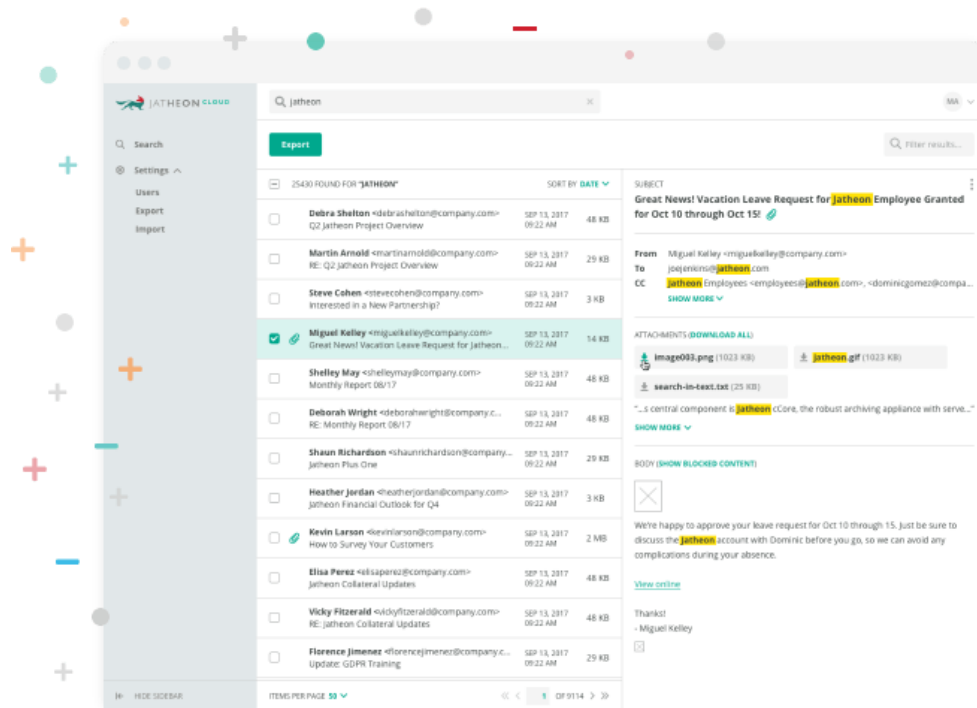 JATHEON CLOUD
jatheon
MA
Search
Settings
Users
Export
Import
Export
Filter results...
25430 FOUND FOR "JATHEON"
SORT BY DATE
Debra Shelton <debrashelton@company.com>
Q2 Jatheon Project Overview
SEP 13, 2017
09:22 AM
48 KB
Martin Arnold <martinarnold@company.com>
RE: Q2 Jatheon Project Overview
SEP 13, 2017
09:22 AM
29 KB
Steve Cohen <stevecohen@company.com>
Interested in a New Partnership?
SEP 13, 2017
09:22 AM
3 KB
Miguel Kelley <miguelkelley@company.com>
Great News! Vacation Leave Request for Jatheon...
SEP 13, 2017
09:22 AM
14 KB
Shelley May <shelleymay@company.com>
Monthly Report 08/17
SEP 13, 2017
09:22 AM
48 KB
Deborah Wright <deborahwright@company.c...
RE: Monthly Report 08/17
SEP 13, 2017
09:22 AM
48 KB
Shaun Richardson <shaunrichardson@company...
Jatheon Plus One
SEP 13, 2017
09:22 AM
29 KB
Heather Jordan <heatherjordan@company.com>
Jatheon Financial Outlook for Q4
SEP 13, 2017
09:22 AM
3 KB
Kevin Larson <kevinlarson@company.com>
How to Survey Your Customers
SEP 13, 2017
09:22 AM
2 MB
Elisa Perez <elisaperez@company.com>
Jatheon Collateral Updates
SEP 13, 2017
09:22 AM
48 KB
Vicky Fitzerald <vickyfitzerald@company.com>
RE: Jatheon Collateral Updates
SEP 13, 2017
09:22 AM
48 KB
Florence Jimenez <florencejimenez@company.c...
Update: GDPR Training
SEP 13, 2017
09:22 AM
29 KB
HIDE SIDEBAR
ITEMS PER PAGE 50
1 OF 9114
SUBJECT
Great News! Vacation Leave Request for Jatheon Employee Granted
for Oct 10 through Oct 15!
From Miguel Kelley <miguelkelley@company.com>
To joejenkins@jatheon.com
CC Jatheon Employees <employees@jatheon.com>, <dominicgomez@compa...
SHOW MORE
ATTACHMENTS (DOWNLOAD ALL)
image003.png (1023 KB)
jatheon.gif (1023 KB)
search-in-text.txt (25 KB)
"...s central component is Jatheon cCore, the robust archiving appliance with serve..."
SHOW MORE
BODY (SHOW BLOCKED CONTENT)
We're happy to approve your leave request for Oct 10 through 15. Just be sure to
discuss the Jatheon account with Dominic before you go, so we can avoid any
complications during your absence.
View online
Thanks!
- Miguel Kelley